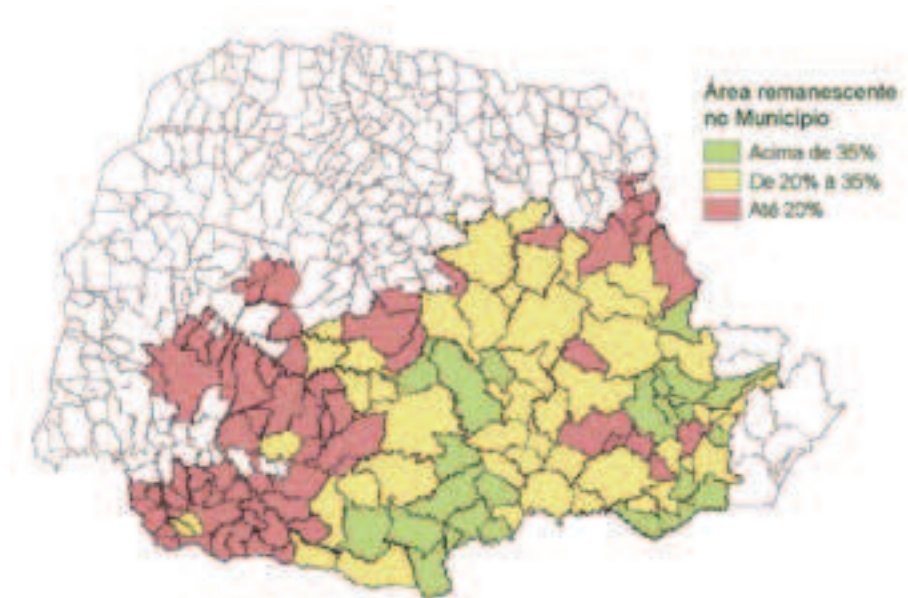 Área remanescente
no Município
Acima de 35%
De 20% à 35%
Até 20%